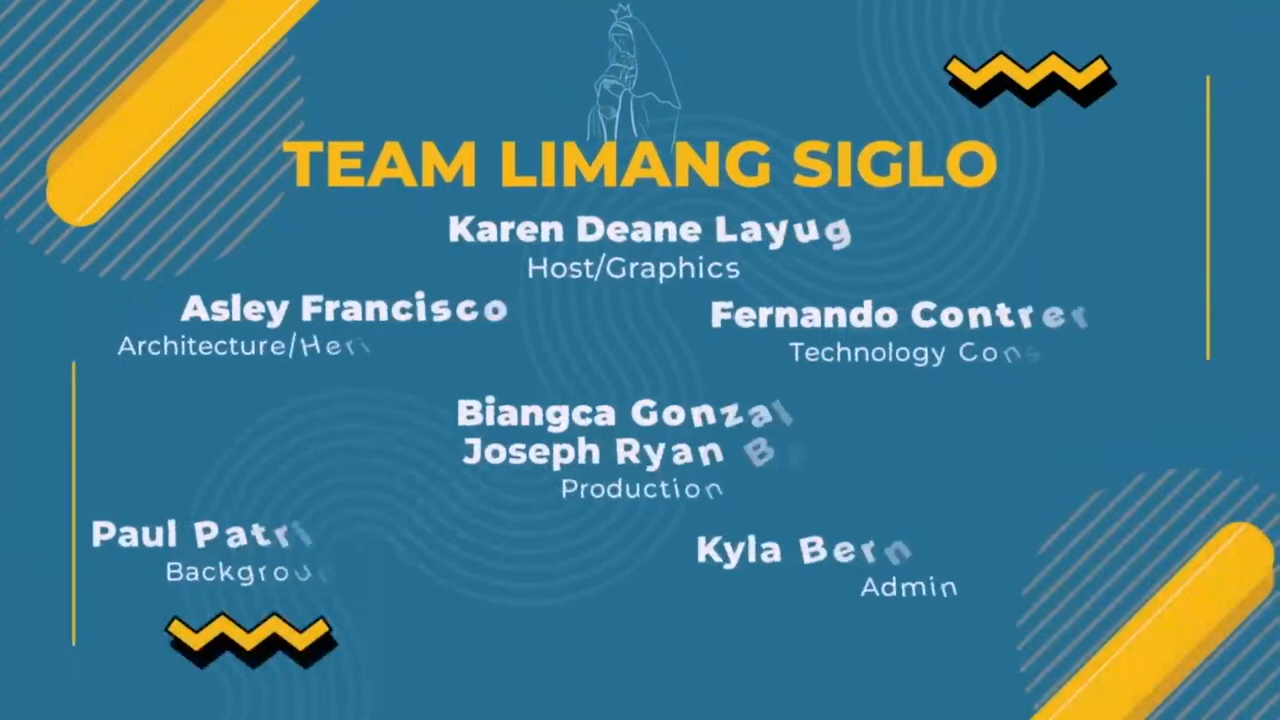 TEAM LIMANG SIGLO
Karen Deane Layug
Host/Graphics
Asley Francisco
Fernando
Architecture/
Technology
Biangca
Joseph Ryan
Production
Paul
Kyla
Admin